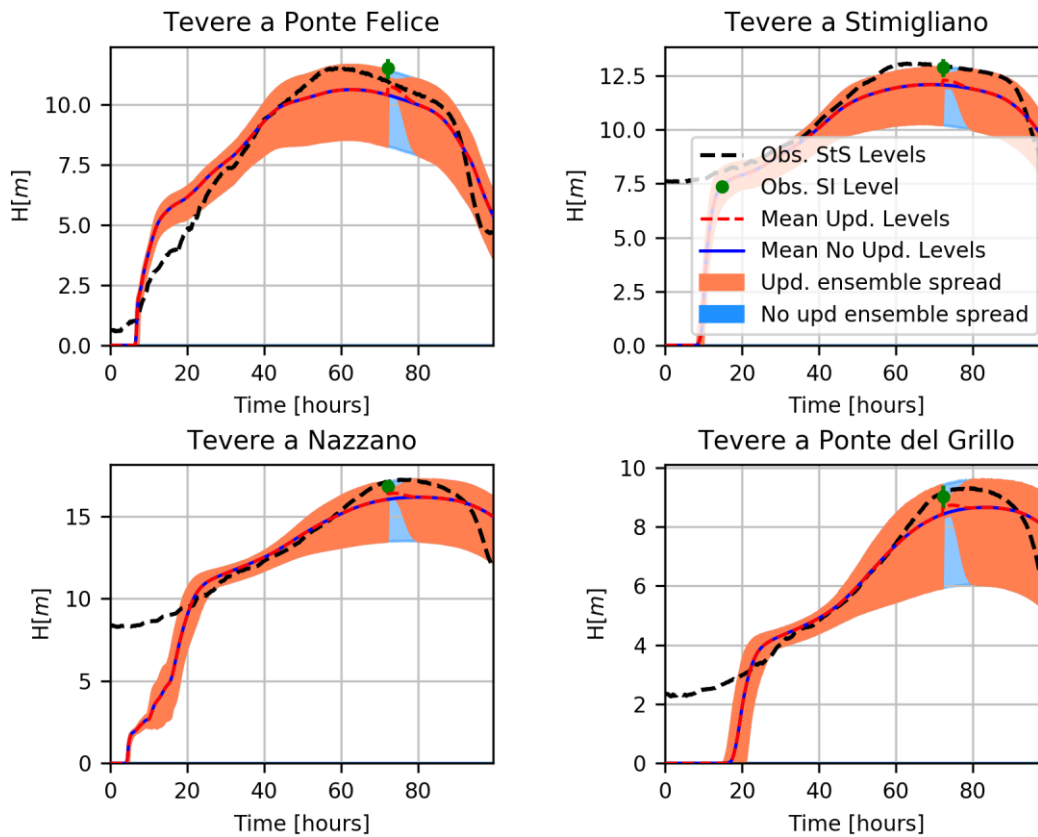 Tevere a Ponte Felice
10.0
7.5
5.0
2.5
0.0
H[m]
0 20 40 60 80
Time [hours]
Tevere a Stimigliano
12.5
10.0
7.5
5.0
2.5
0.0
H[m]
Obs. StS Levels
Obs. SI Level
Mean Upd. Levels
Mean No Upd. Levels
Upd. ensemble spread
No upd ensemble spread
0 20 40 60 80
Time [hours]
Tevere a Nazzano
15
10
5
0
H[m]
0 20 40 60 80
Time [hours]
Tevere a Ponte del Grillo
10
8
6
4
2
0
H[m]
0 20 40 60 80
Time [hours]